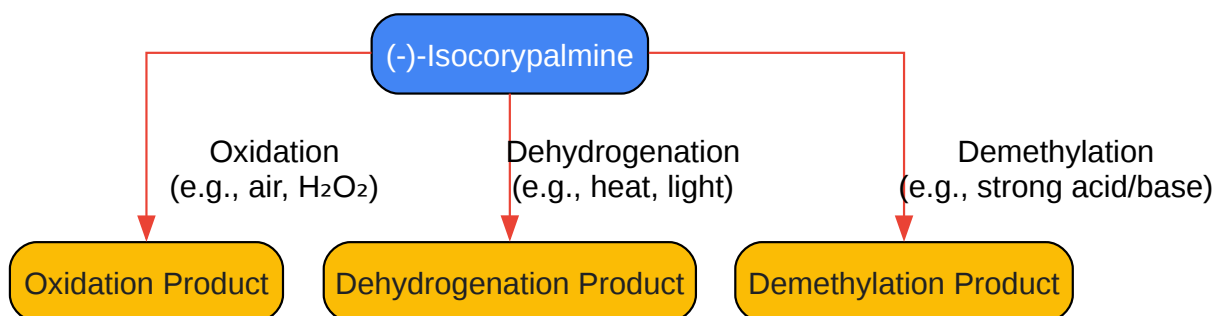 (-)-Isocorypalmine
Oxidation
(e.g., air, H₂O₂)
Dehydrogenation
(e.g., heat, light)
Demethylation
(e.g., strong acid/base)
Oxidation Product
Dehydrogenation Product
Demethylation Product